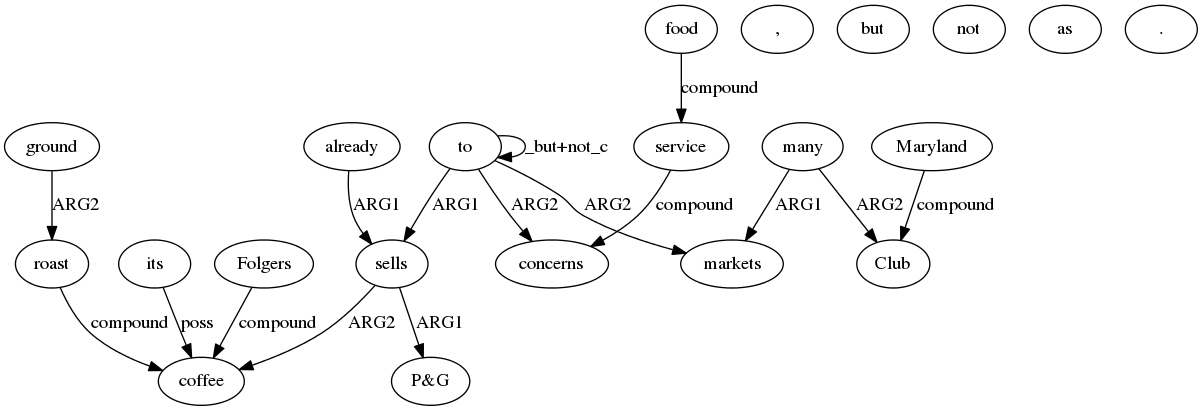 food , but not as .
compound
ground already to _but+not_c service many Maryland
ARG2 ARG1 ARG1 ARG2 ARG2 compound ARG1 ARG2 compound
roast its Folgers sells concerns markets Club
compound poss compound ARG2 ARG1
coffee P&G